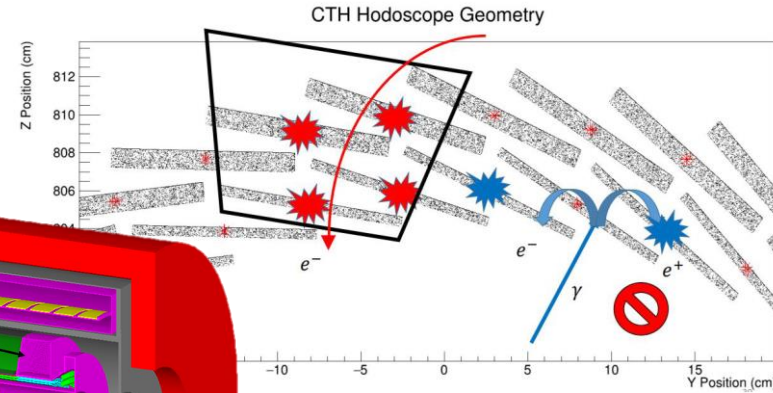 CTH Hodoscope Geometry
Z Position (cm)
812
810
808
806
e⁻
e⁻
γ
e⁺
−10
−5
0
5
10
15
Y Position (cm)